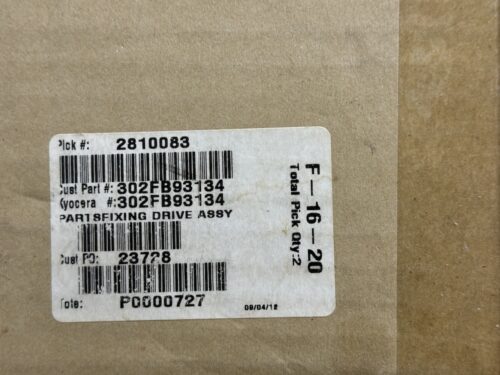 Pick #: 2810083
Cust Part #: 302FB93134
Kyocera #: 302FB93134
PARTSFIXING DRIVE ASSY
Cust PO: 23728
Tote: P0000727
09/04/12
F-16-20
Total Pick Qty:2